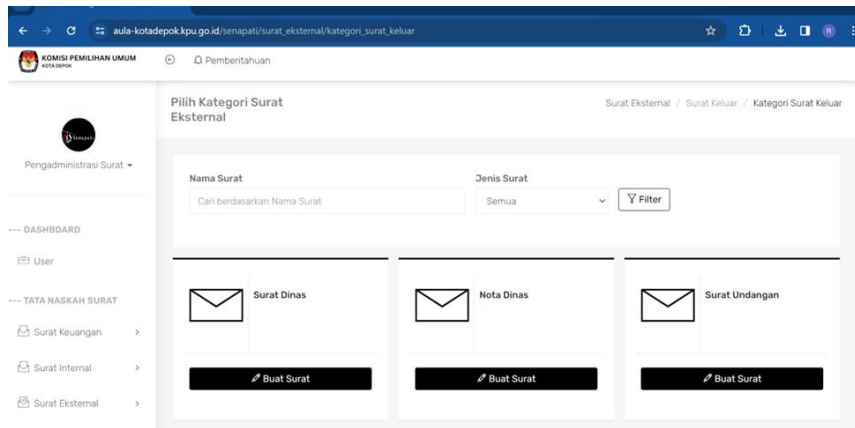 aula-kotadepok.kpu.go.id/senapati/surat_eksternal/kategori_surat_keluar
R
KOMISI PEMILIHAN UMUM
KOTA DEPOK
Pemberitahuan
Pilih Kategori Surat
Eksternal
Surat Eksternal / Surat Keluar / Kategori Surat Keluar
Senapati
Pengadministrasi Surat
--- DASHBOARD
User
--- TATA NASKAH SURAT
Surat Keuangan >
Surat Internal >
Surat Eksternal >
Nama Surat
Cari berdasarkan Nama Surat
Jenis Surat
Semua
Filter
Surat Dinas
Buat Surat
Nota Dinas
Buat Surat
Surat Undangan
Buat Surat